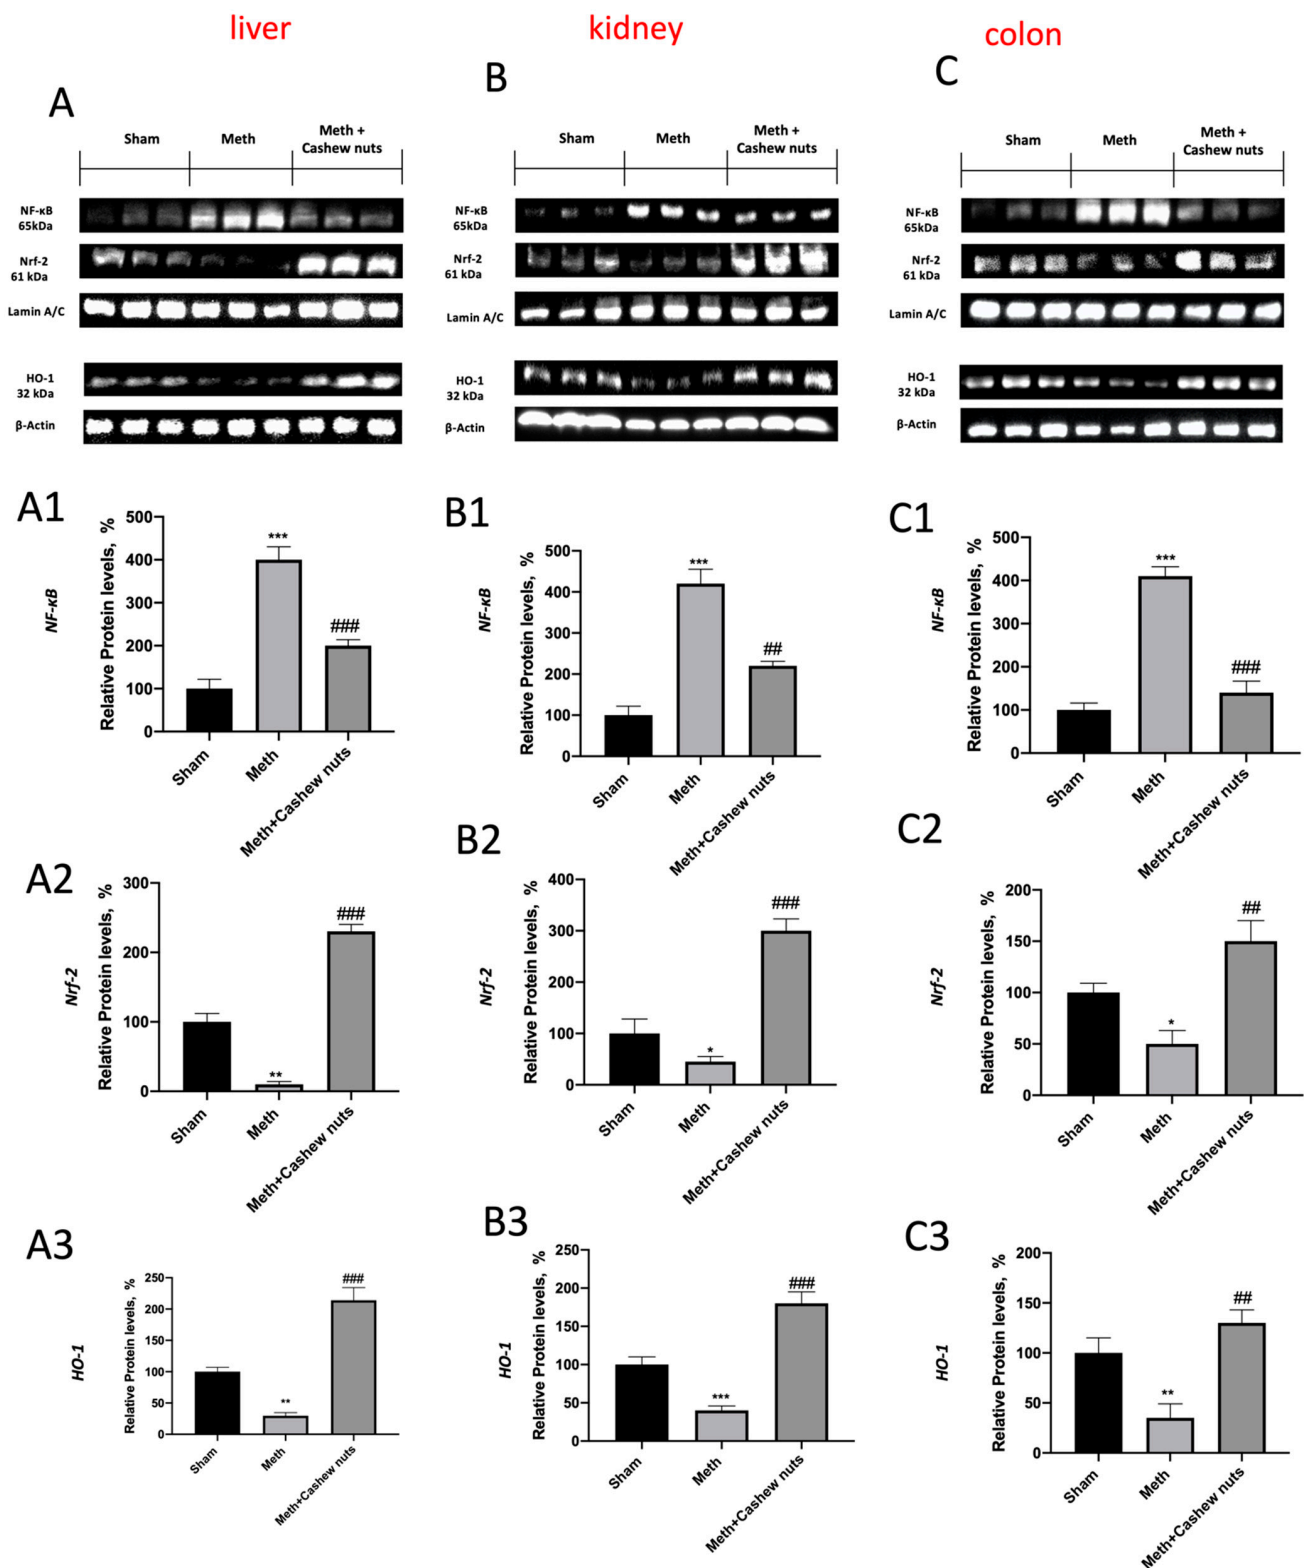 liver
kidney
colon
A
Sham
Meth
Meth +
Cashew nuts
NF-κB
65kDa
Nrf-2
61 kDa
Lamin A/C
HO-1
32 kDa
β-Actin
B
Sham
Meth
Meth +
Cashew nuts
NF-κB
65kDa
Nrf-2
61 kDa
Lamin A/C
HO-1
32 kDa
β-Actin
C
Sham
Meth
Meth +
Cashew nuts
NF-κB
65kDa
Nrf-2
61 kDa
Lamin A/C
HO-1
32 kDa
β-Actin
A1
NF-κB
Relative Protein levels, %
500
400
300
200
100
0
***
###
Sham
Meth
Meth+Cashew nuts
B1
NF-κB
Relative Protein levels, %
500
400
300
200
100
0
***
##
Sham
Meth
Meth+Cashew nuts
C1
NF-κB
Relative Protein levels, %
500
400
300
200
100
0
***
###
Sham
Meth
Meth+Cashew nuts
A2
Nrf-2
Relative Protein levels, %
300
200
100
0
**
###
Sham
Meth
Meth+Cashew nuts
B2
Nrf-2
Relative Protein levels, %
400
300
200
100
0
*
###
Sham
Meth
Meth+Cashew nuts
C2
Nrf-2
Relative Protein levels, %
200
150
100
50
0
*
##
Sham
Meth
Meth+Cashew nuts
A3
HO-1
Relative Protein levels, %
250
200
150
100
50
0
**
###
Sham
Meth
Meth+Cashew nuts
B3
HO-1
Relative Protein levels, %
250
200
150
100
50
0
***
###
Sham
Meth
Meth+Cashew nuts
C3
HO-1
Relative Protein levels, %
200
150
100
50
0
**
##
Sham
Meth
Meth+Cashew nuts